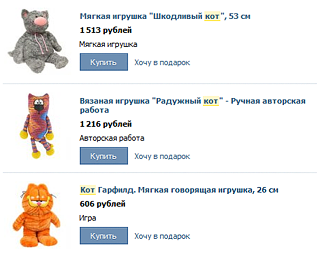 Мягкая игрушка "Шкодливый кот", 53 см
1 513 рублей
Мягкая игрушка
Купить Хочу в подарок
Вязаная игрушка "Радужный кот" - Ручная авторская
работа
1 216 рублей
Авторская работа
Купить Хочу в подарок
Кот Гарфилд. Мягкая говорящая игрушка, 26 см
606 рублей
Игра
Купить Хочу в подарок